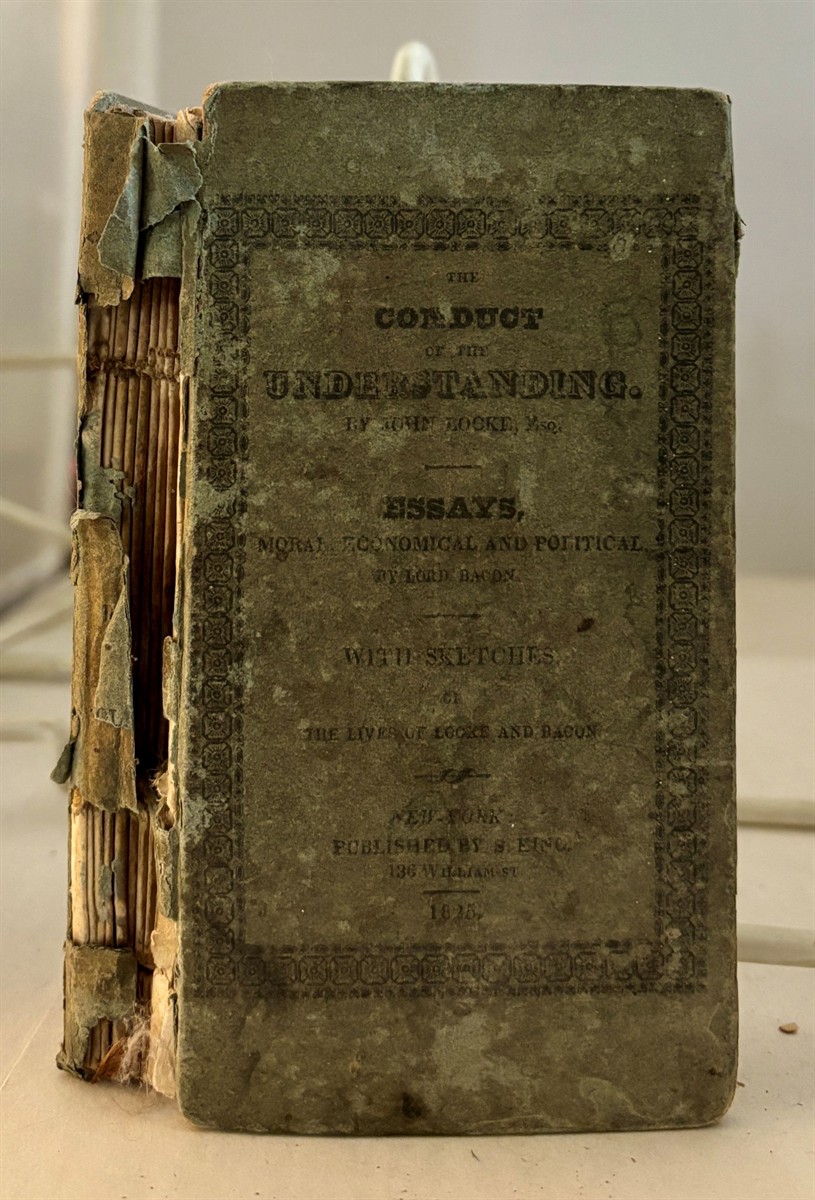 THE
CONDUCT
OF THE
UNDERSTANDING.
BY JOHN LOCKE, Esq.
ESSAYS,
MORAL, ECONOMICAL AND POLITICAL,
BY LORD BACON.
WITH SKETCHES
OF
THE LIVES OF LOCKE AND BACON.
NEW-YORK
PUBLISHED BY S. KING,
136 WILLIAM-ST
1825.